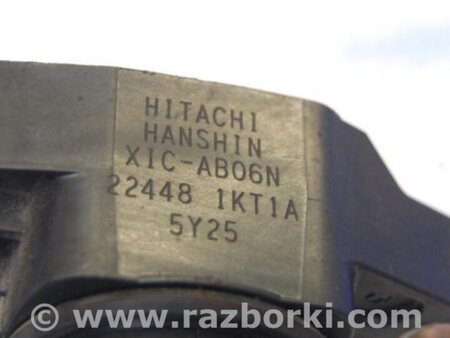 HITACHI
HANSHIN
XIC-AB06N
22448 1KT1A
5Y25
© www.razborki.com